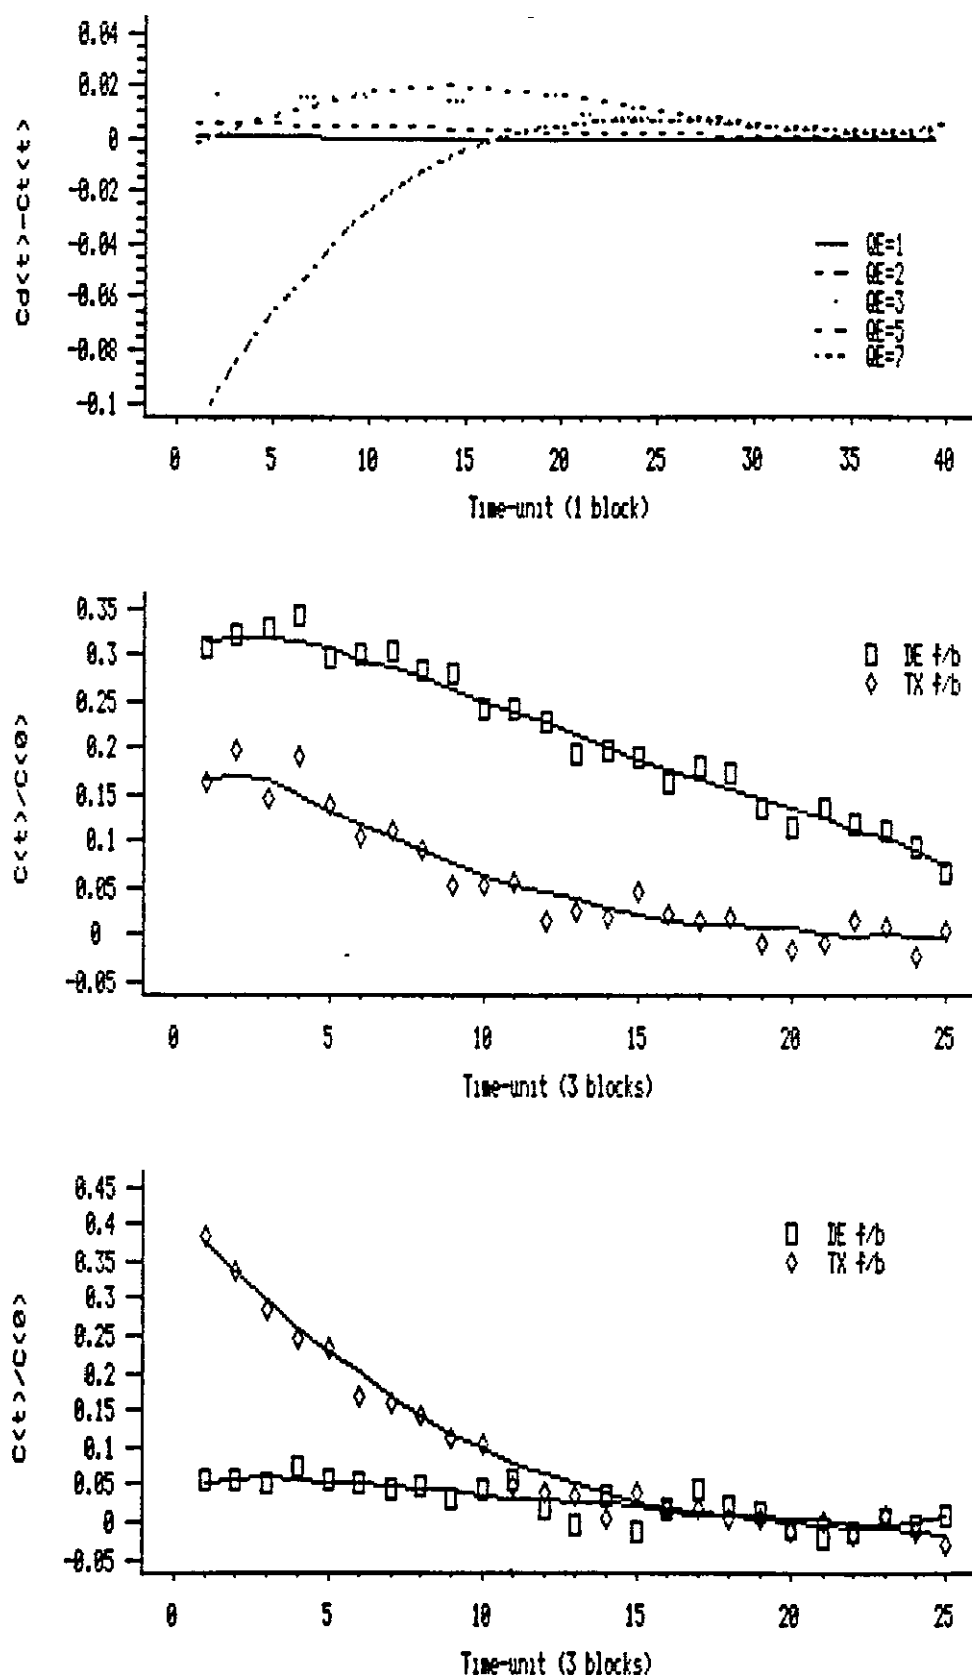 0.04
0.02
0
-0.02
-0.04
-0.06
-0.08
-0.1
Cd<t>-Ct<t>
QE=1
QE=2
QE=3
QE=5
QE=7
0 5 10 15 20 25 30 35 40
Time-unit (1 block)
0.35
0.3
0.25
0.2
0.15
0.1
0.05
0
-0.05
C<t>/C<0>
DE f/b
TX f/b
0 5 10 15 20 25
Time-unit (3 blocks)
0.45
0.4
0.35
0.3
0.25
0.2
0.15
0.1
0.05
0
-0.05
C<t>/C<0>
DE f/b
TX f/b
0 5 10 15 20 25
Time-unit (3 blocks)